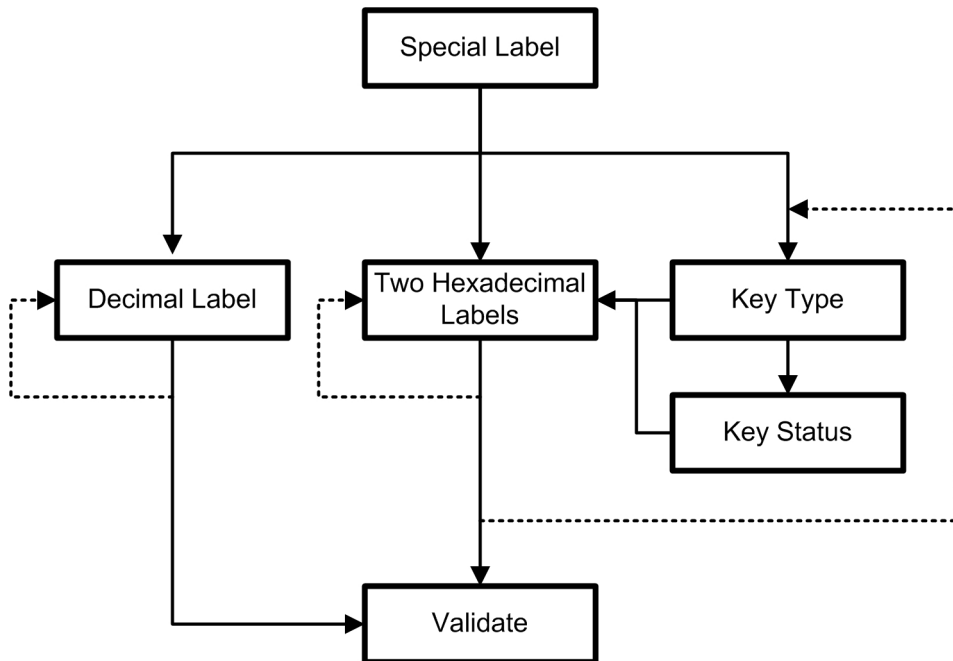 Special Label
Decimal Label
Two Hexadecimal
Labels
Key Type
Key Status
Validate